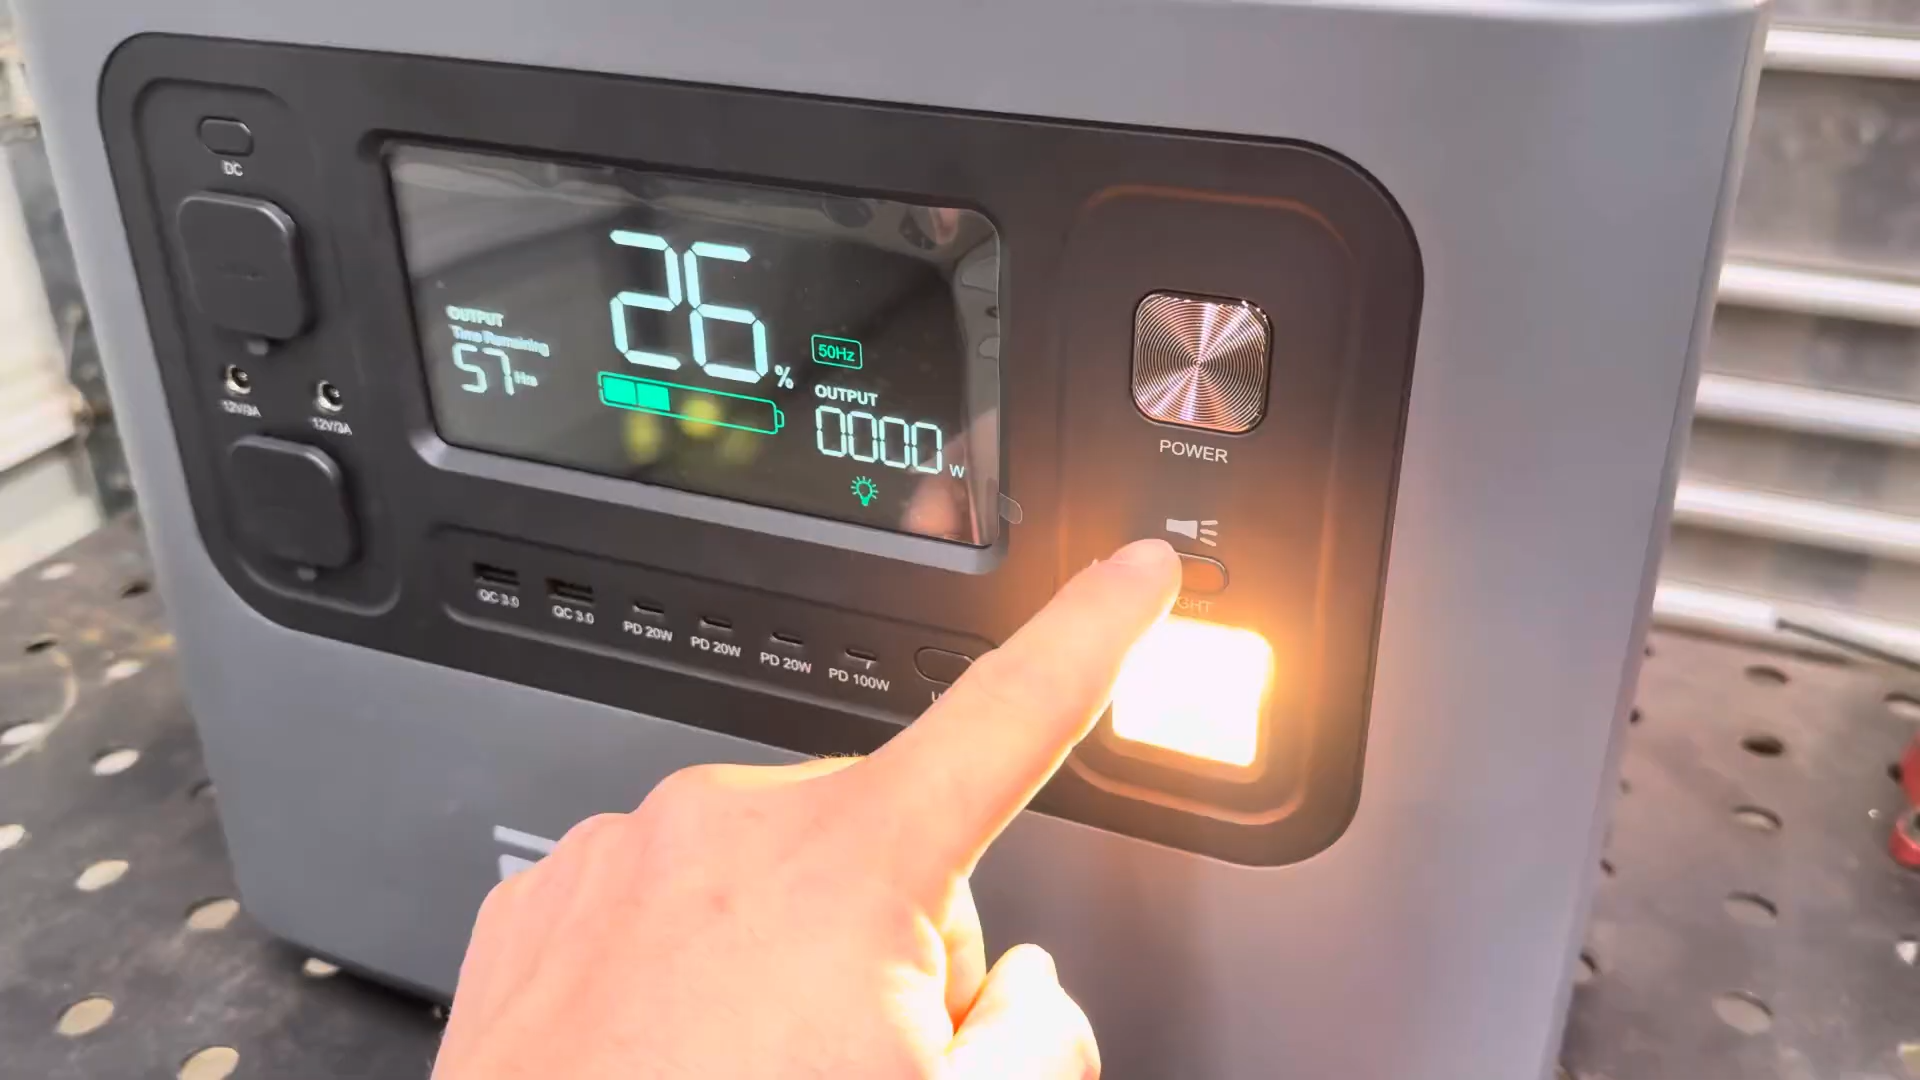 DC
12V/3A
12V/3A
OUTPUT
Time Remaining
57 Hrs
26 %
50Hz
OUTPUT
0000 W
POWER
QC 3.0
QC 3.0
PD 20W
PD 20W
PD 20W
PD 100W